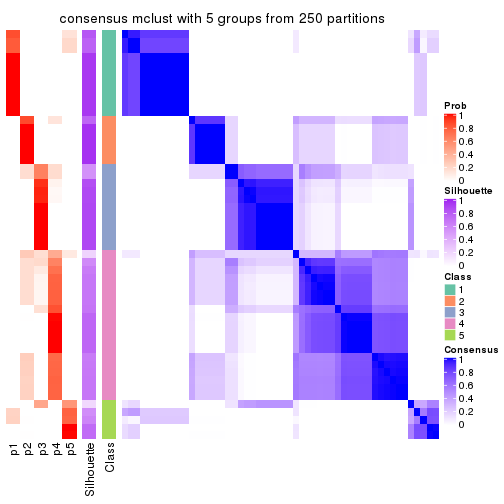 consensus mclust with 5 groups from 250 partitions
Prob
1
0.8
0.6
0.4
0.2
0
Silhouette
1
0.8
0.6
0.4
0.2
0
Class
1
2
3
4
5
Consensus
1
0.8
0.6
0.4
0.2
0
p1
p2
p3
p4
p5
Silhouette
Class